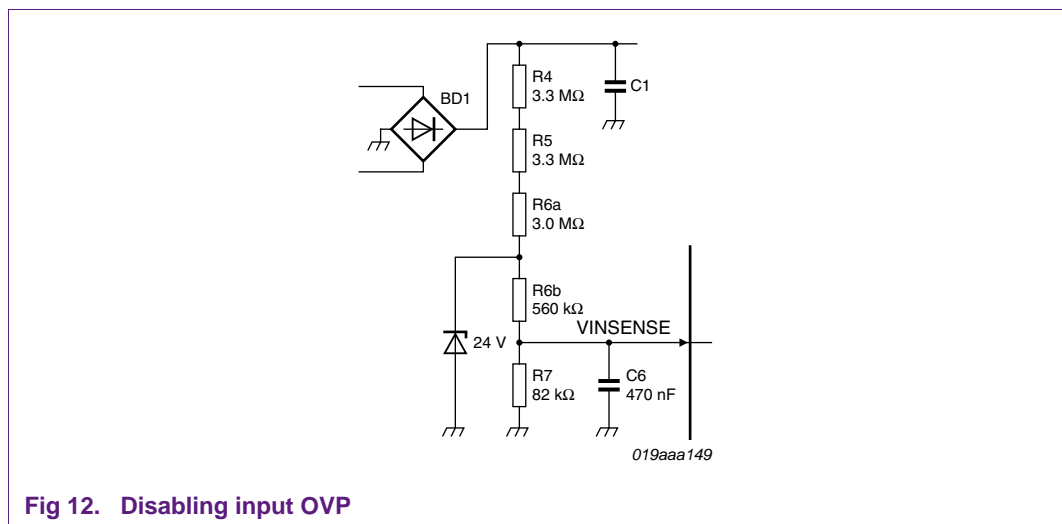 BD1
R4
3.3 MΩ
C1
R5
3.3 MΩ
R6a
3.0 MΩ
R6b
560 kΩ
VINSENSE
24 V
R7
82 kΩ
C6
470 nF
019aaa149
Fig 12. Disabling input OVP